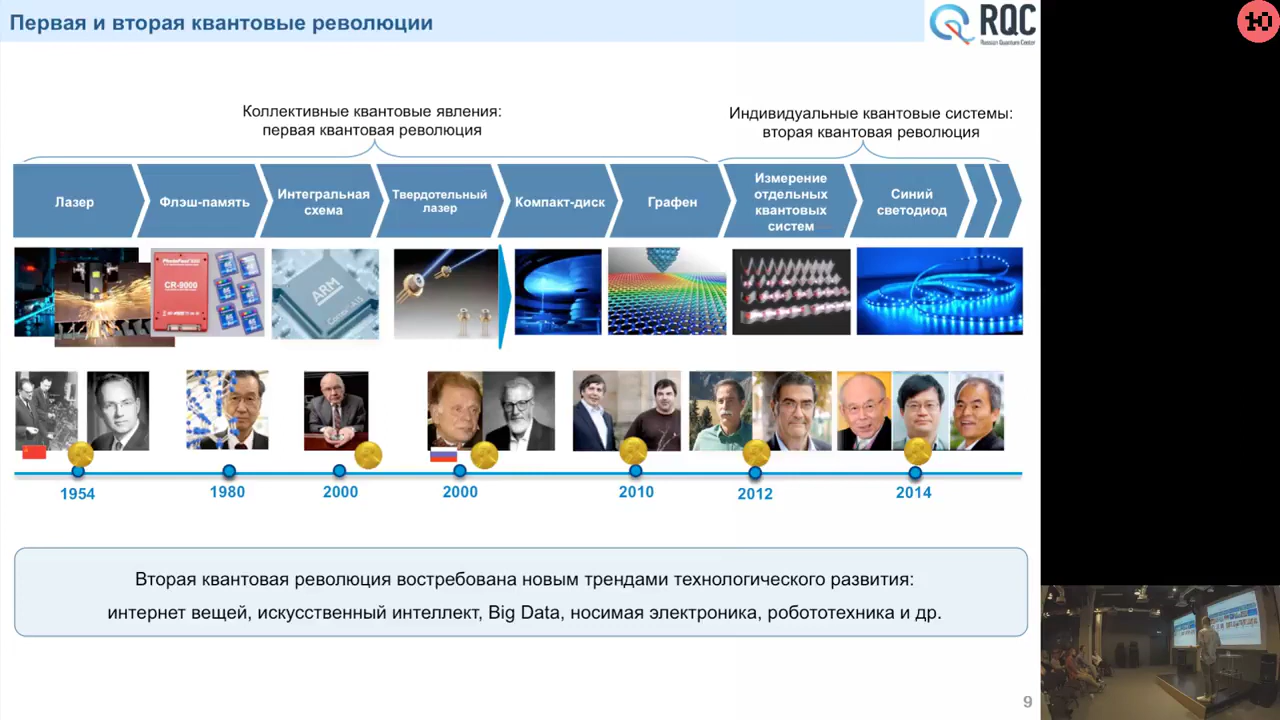 Первая и вторая квантовые революции
RQC
Russian Quantum Center
Ю
Коллективные квантовые явления:
первая квантовая революция
Индивидуальные квантовые системы:
вторая квантовая революция
Лазер
Флэш-память
Интегральная
схема
Твердотельный
лазер
Компакт-диск
Графен
Измерение
отдельных
квантовых
систем
Синий
светодиод
CR-9000
ARM
1954
1980
2000
2000
2010
2012
2014
Вторая квантовая революция востребована новым трендами технологического развития:
интернет вещей, искусственный интеллект, Big Data, носимая электроника, робототехника и др.
9